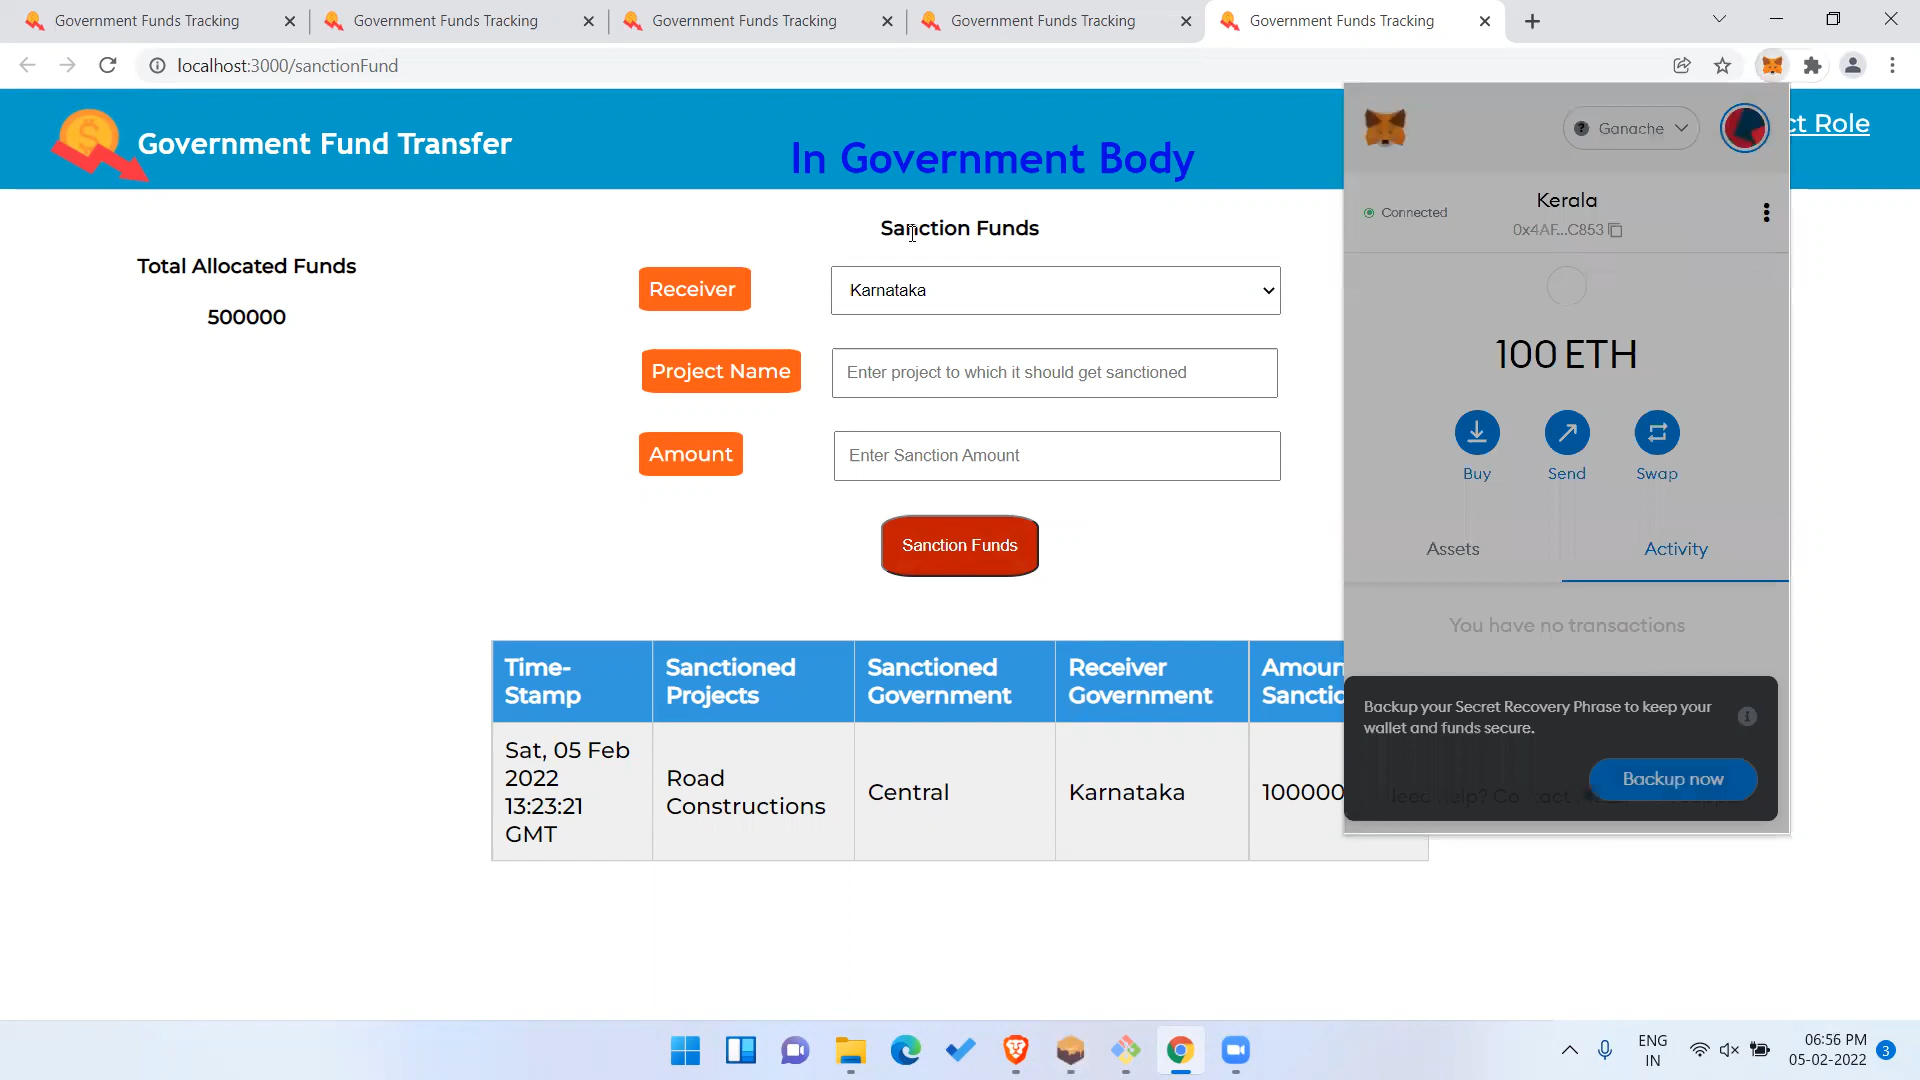 Government Funds Tracking
Government Funds Tracking
Government Funds Tracking
Government Funds Tracking
Government Funds Tracking
localhost:3000/sanctionFund
Government Fund Transfer
In Government Body
ct Role
Ganache
Connected
Kerala
0x4AF...C853
100 ETH
Buy
Send
Swap
Assets
Activity
You have no transactions
Backup your Secret Recovery Phrase to keep your
wallet and funds secure.
Backup now
Sanction Funds
Total Allocated Funds
500000
Receiver
Karnataka
Project Name
Enter project to which it should get sanctioned
Amount
Enter Sanction Amount
Sanction Funds
Time-
Stamp
Sanctioned
Projects
Sanctioned
Government
Receiver
Government
Amoun
Sanctio
Sat, 05 Feb
2022
13:23:21
GMT
Road
Constructions
Central
Karnataka
100000
ENG
IN
06:56 PM
05-02-2022
3